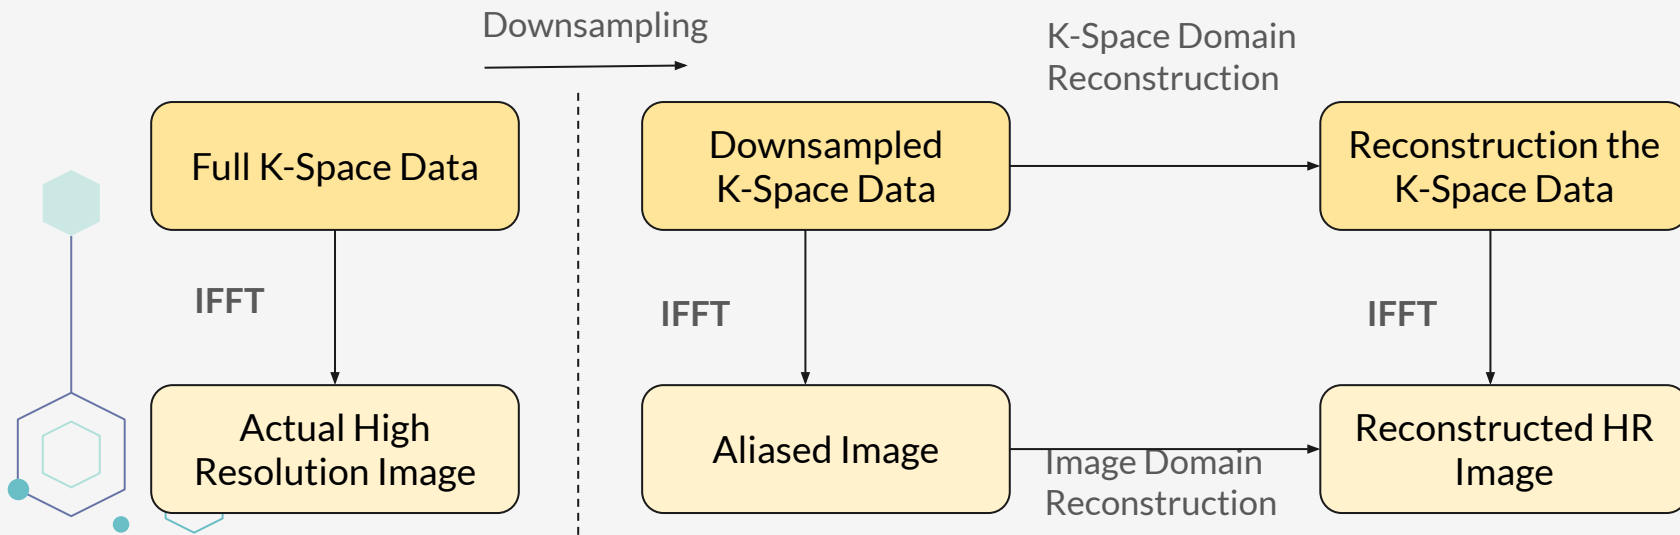 Downsampling
K-Space Domain
Reconstruction
Full K-Space Data
Downsampled
K-Space Data
Reconstruction the
K-Space Data
IFFT
IFFT
IFFT
Actual High
Resolution Image
Aliased Image
Image Domain
Reconstruction
Reconstructed HR
Image